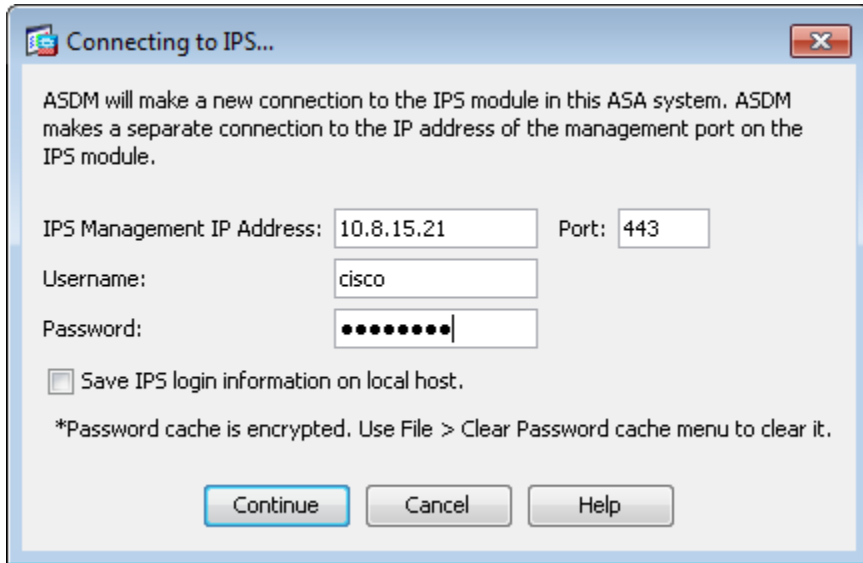 Connecting to IPS...
ASDM will make a new connection to the IPS module in this ASA system. ASDM
makes a separate connection to the IP address of the management port on the
IPS module.
IPS Management IP Address: 10.8.15.21 Port: 443
Username: cisco
Password: ●●●●●●●●
Save IPS login information on local host.
*Password cache is encrypted. Use File > Clear Password cache menu to clear it.
Continue Cancel Help